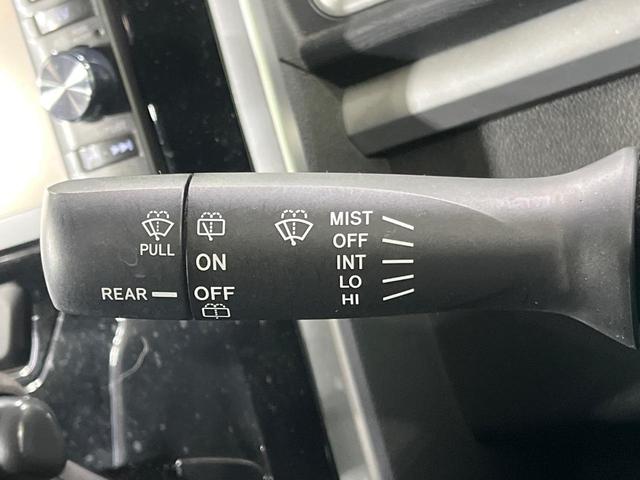 PULL
REAR
ON
OFF
MIST
OFF
INT
LO
HI